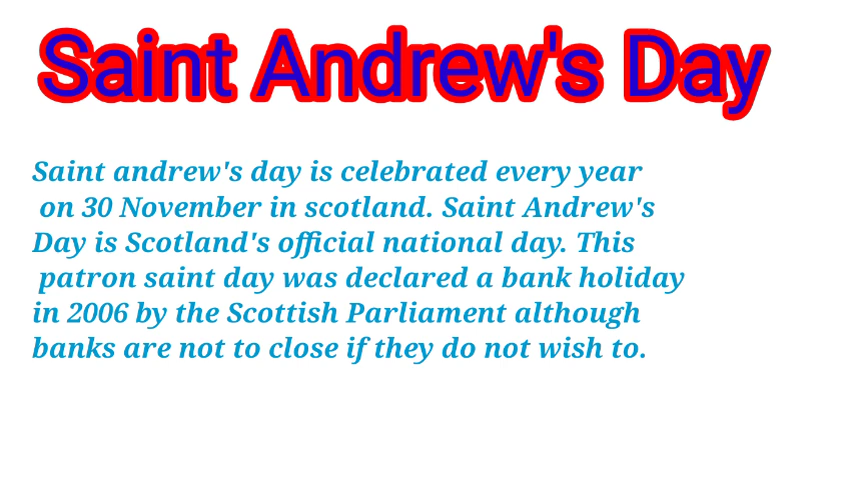 Saint Andrew's Day
Saint andrew's day is celebrated every year
on 30 November in scotland. Saint Andrew's
Day is Scotland's official national day. This
patron saint day was declared a bank holiday
in 2006 by the Scottish Parliament although
banks are not to close if they do not wish to.